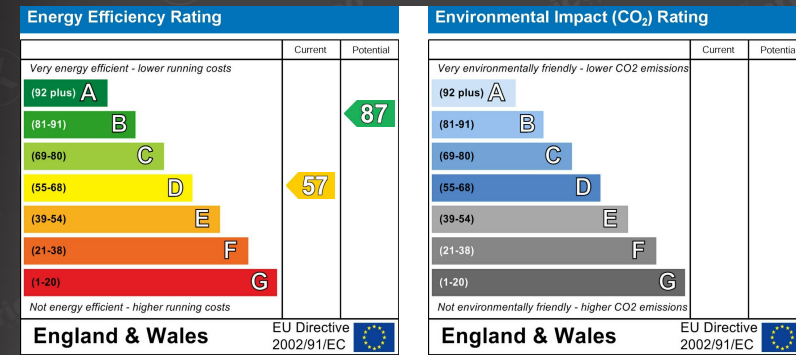 Energy Efficiency Rating
Current Potential
Very energy efficient - lower running costs
(92 plus) A
(81-91) B
87
(69-80) C
(55-68) D
57
(39-54) E
(21-38) F
(1-20) G
Not energy efficient - higher running costs
England & Wales
EU Directive
2002/91/EC
Environmental Impact (CO2) Rating
Current Potential
Very environmentally friendly - lower CO2 emissions
(92 plus) A
(81-91) B
(69-80) C
(55-68) D
(39-54) E
(21-38) F
(1-20) G
Not environmentally friendly - higher CO2 emissions
England & Wales
EU Directive
2002/91/EC